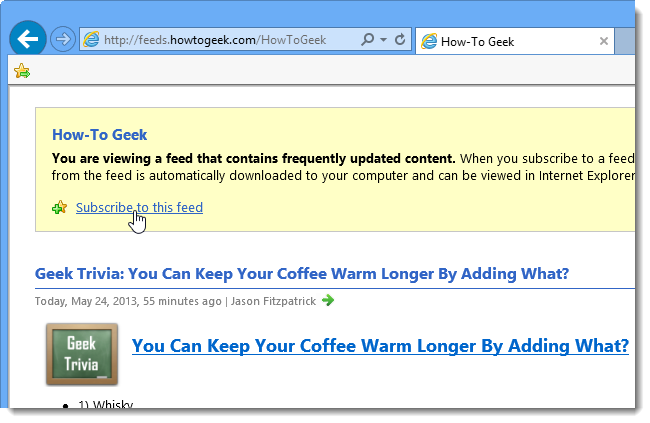 http://feeds.howtogeek.com/HowToGeek
How-To Geek
How-To Geek
You are viewing a feed that contains frequently updated content. When you subscribe to a feed
from the feed is automatically downloaded to your computer and can be viewed in Internet Explorer
Subscribe to this feed
Geek Trivia: You Can Keep Your Coffee Warm Longer By Adding What?
Today, May 24, 2013, 55 minutes ago | Jason Fitzpatrick
Geek
Trivia_
You Can Keep Your Coffee Warm Longer By Adding What?
• 1) Whisky